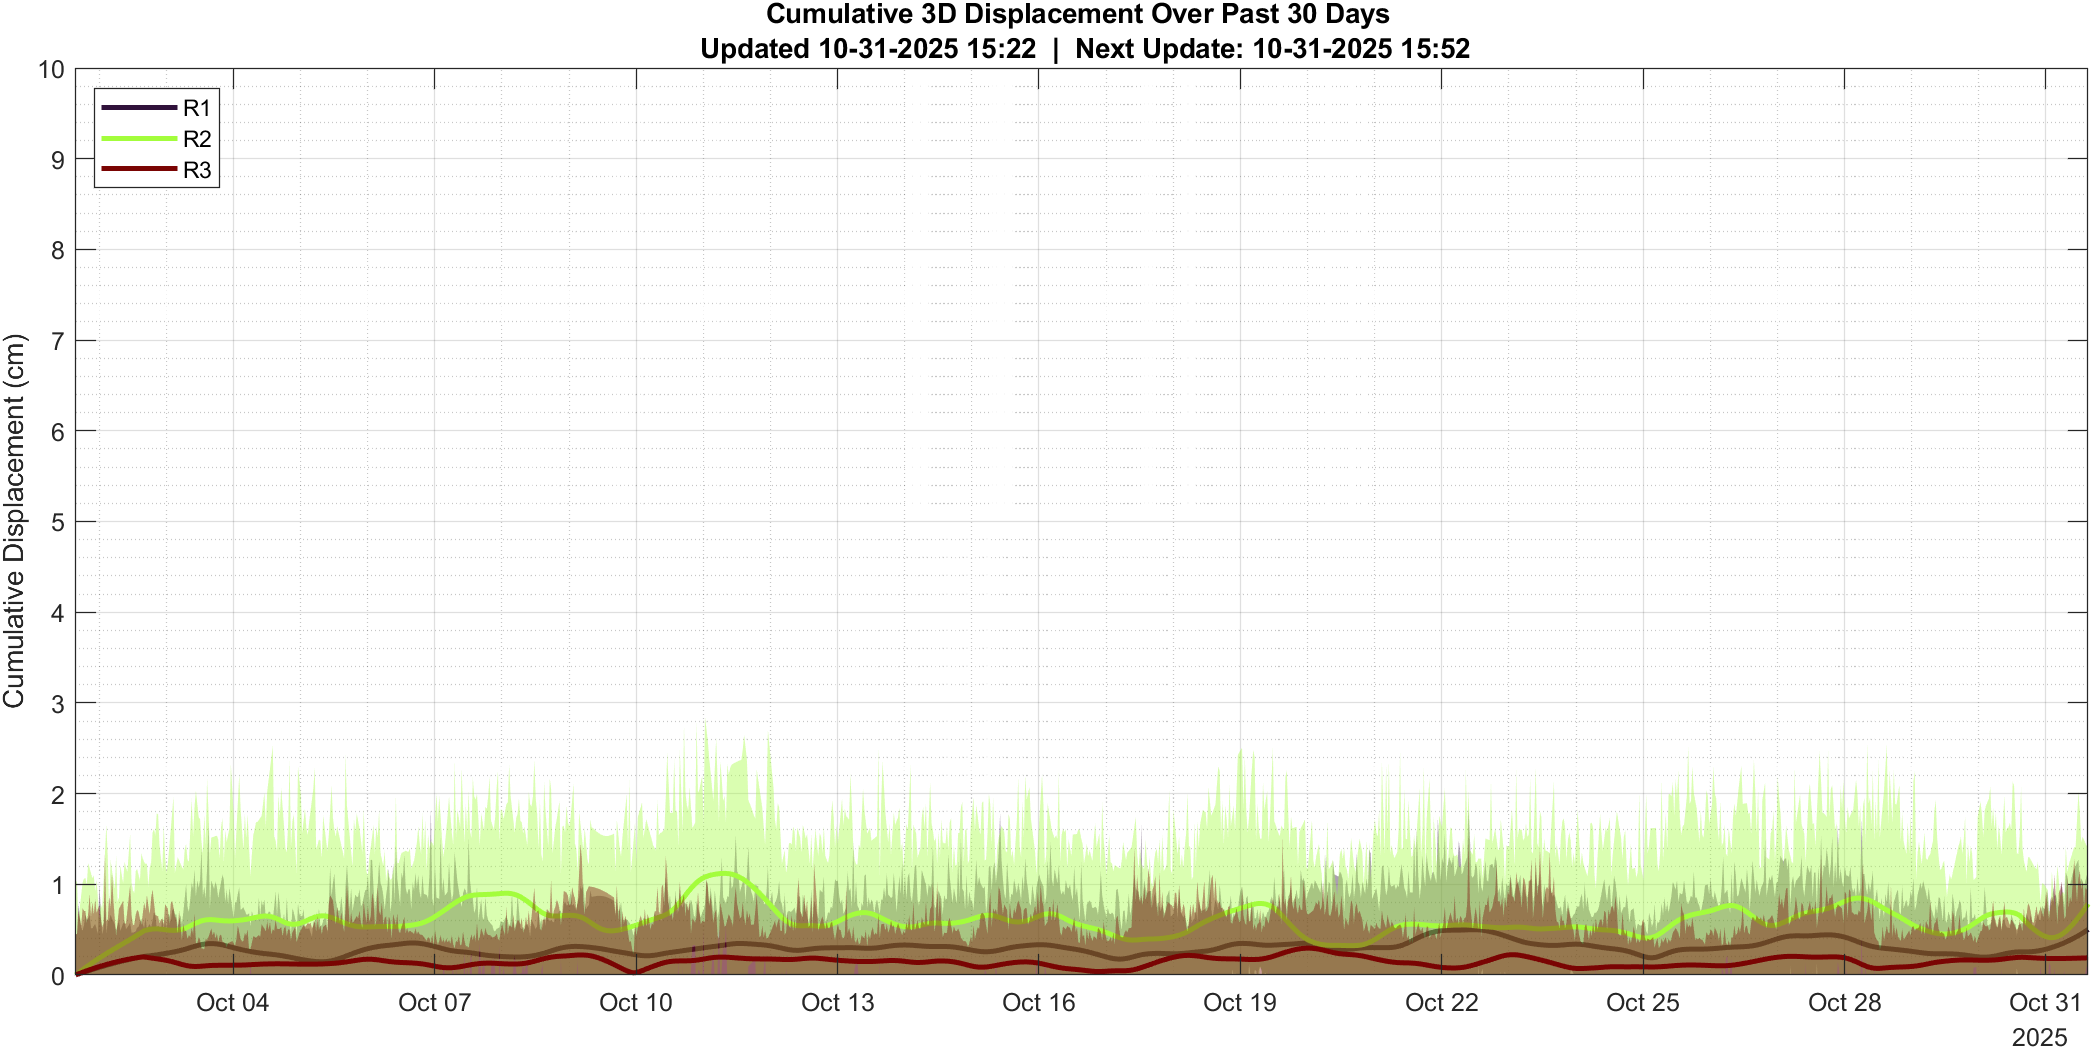 Cumulative 3D Displacement Over Past 30 Days
Updated 10-31-2025 15:22 | Next Update: 10-31-2025 15:52
Cumulative Displacement (cm)
10
9
8
7
6
5
4
3
2
1
0
R1
R2
R3
Oct 04
Oct 07
Oct 10
Oct 13
Oct 16
Oct 19
Oct 22
Oct 25
Oct 28
Oct 31
2025